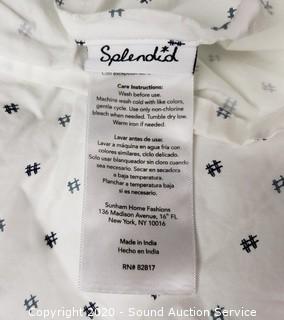 Splendid
Care Instructions:
Wash before use.
Machine wash cold with like colors,
gentle cycle. Use only non-chlorine
bleach when needed. Tumble dry low.
Warm iron if needed.
Lavar antes de usar.
Lavar a máquina en agua fría con
colores similares, ciclo delicado.
Solo usar blanqueador sin cloro cuando
sea necesario. Secar en secadora
a baja temperatura.
Planchar a temperatura baja si
es necesario.
Sunham Home Fashions
136 Madison Avenue, 16th FL
New York, NY 10016
Made in India
Hecho en India
RN# 82817
Copyright 2020 - Sound Auction Service